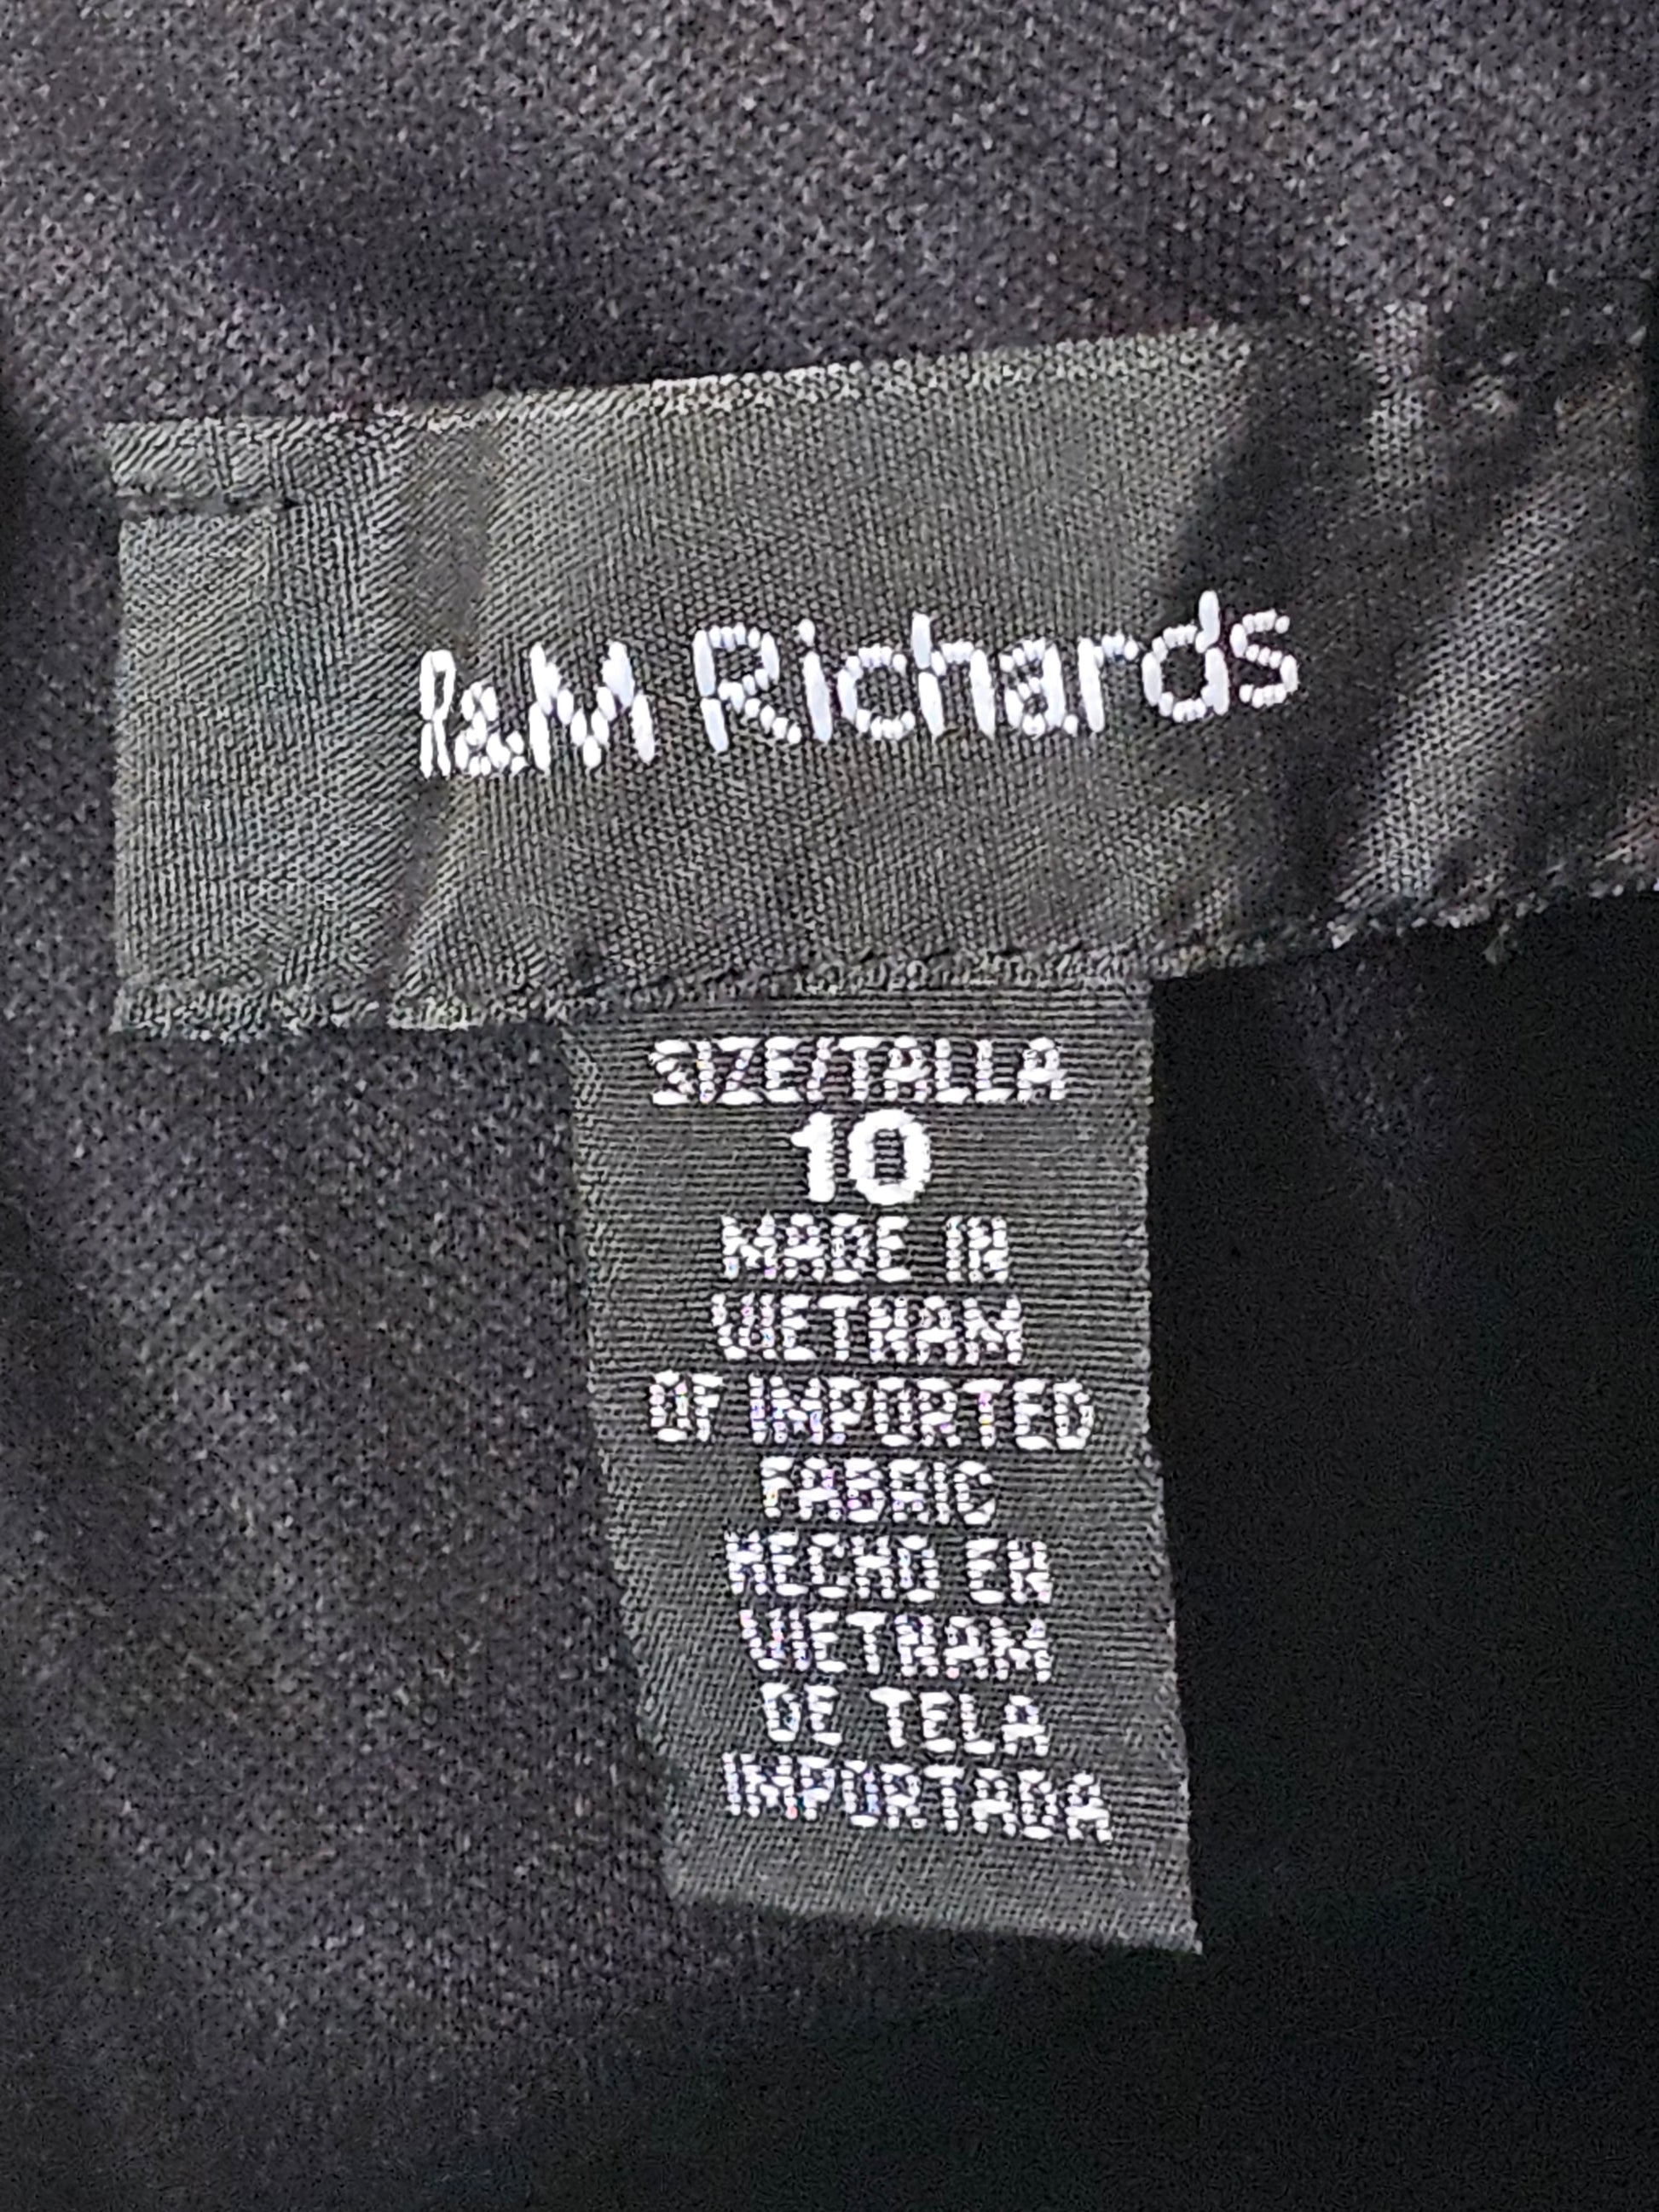 R&M Richards
SIZE/TALLA
10
MADE IN
VIETNAM
OF IMPORTED
FABRIC
HECHO EN
VIETNAM
DE TELA
IMPORTADA